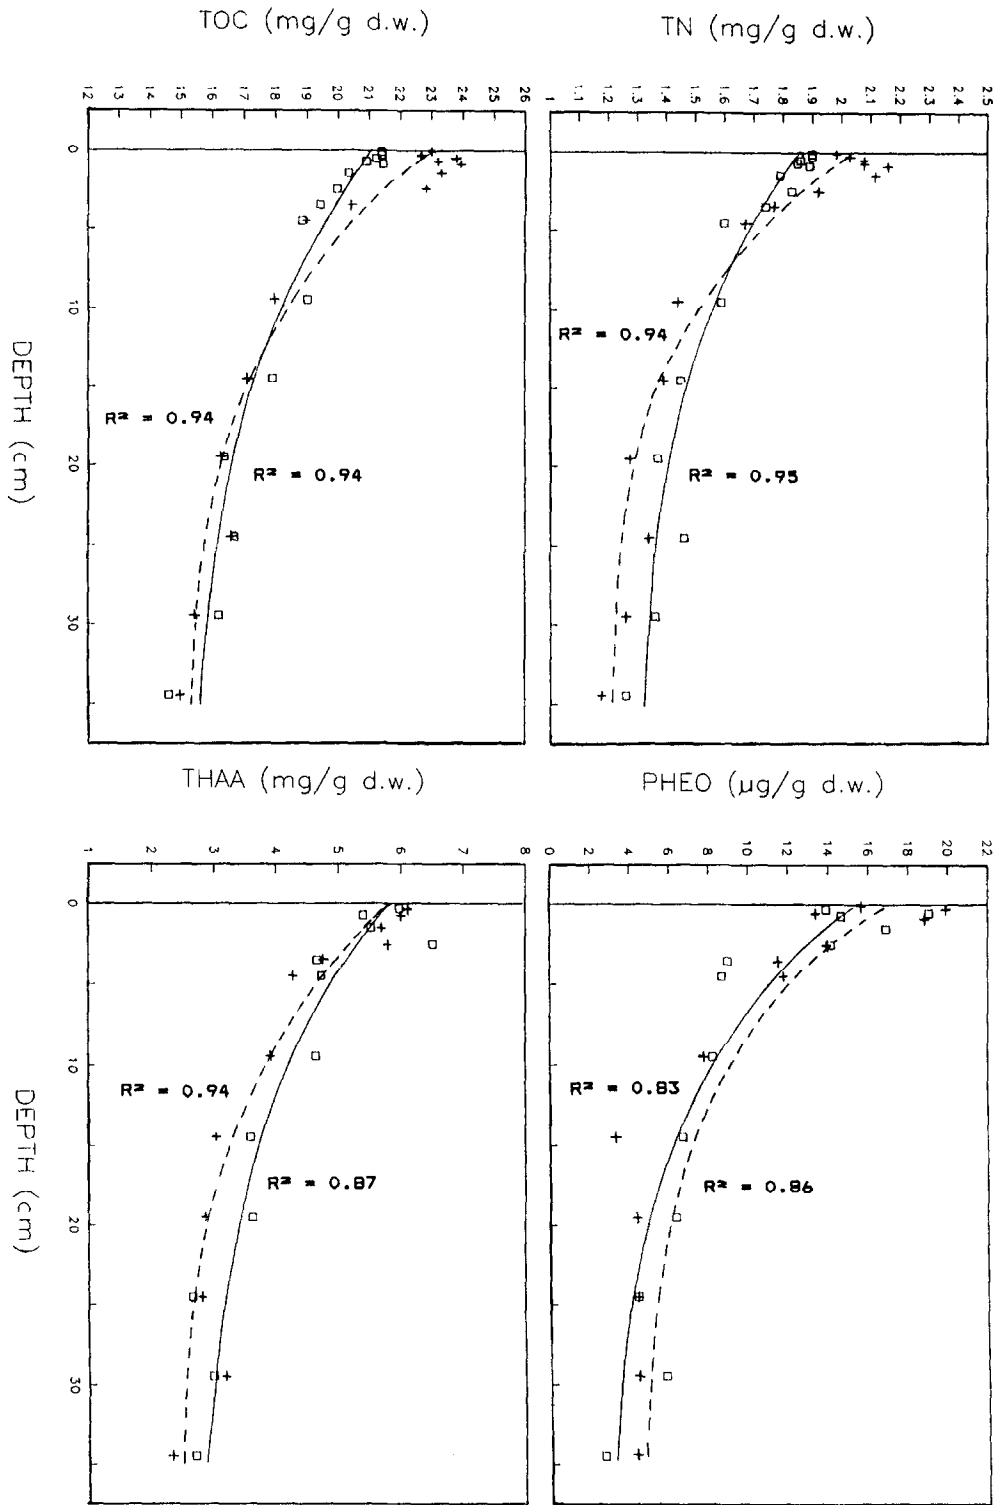 TOC (mg/g d.w.)
12 13 14 15 16 17 18 19 20 21 22 23 24 25 26
0
10
20
30
DEPTH (cm)
R² = 0.94
R² = 0.94
TN (mg/g d.w.)
1 1.1 1.2 1.3 1.4 1.5 1.6 1.7 1.8 1.9 2 2.1 2.2 2.3 2.4 2.5
R² = 0.94
R² = 0.95
THAA (mg/g d.w.)
1 2 3 4 5 6 7 8
0
10
20
30
DEPTH (cm)
R² = 0.94
R² = 0.87
PHEO (µg/g d.w.)
0 2 4 6 8 10 12 14 16 18 20 22
R² = 0.83
R² = 0.86